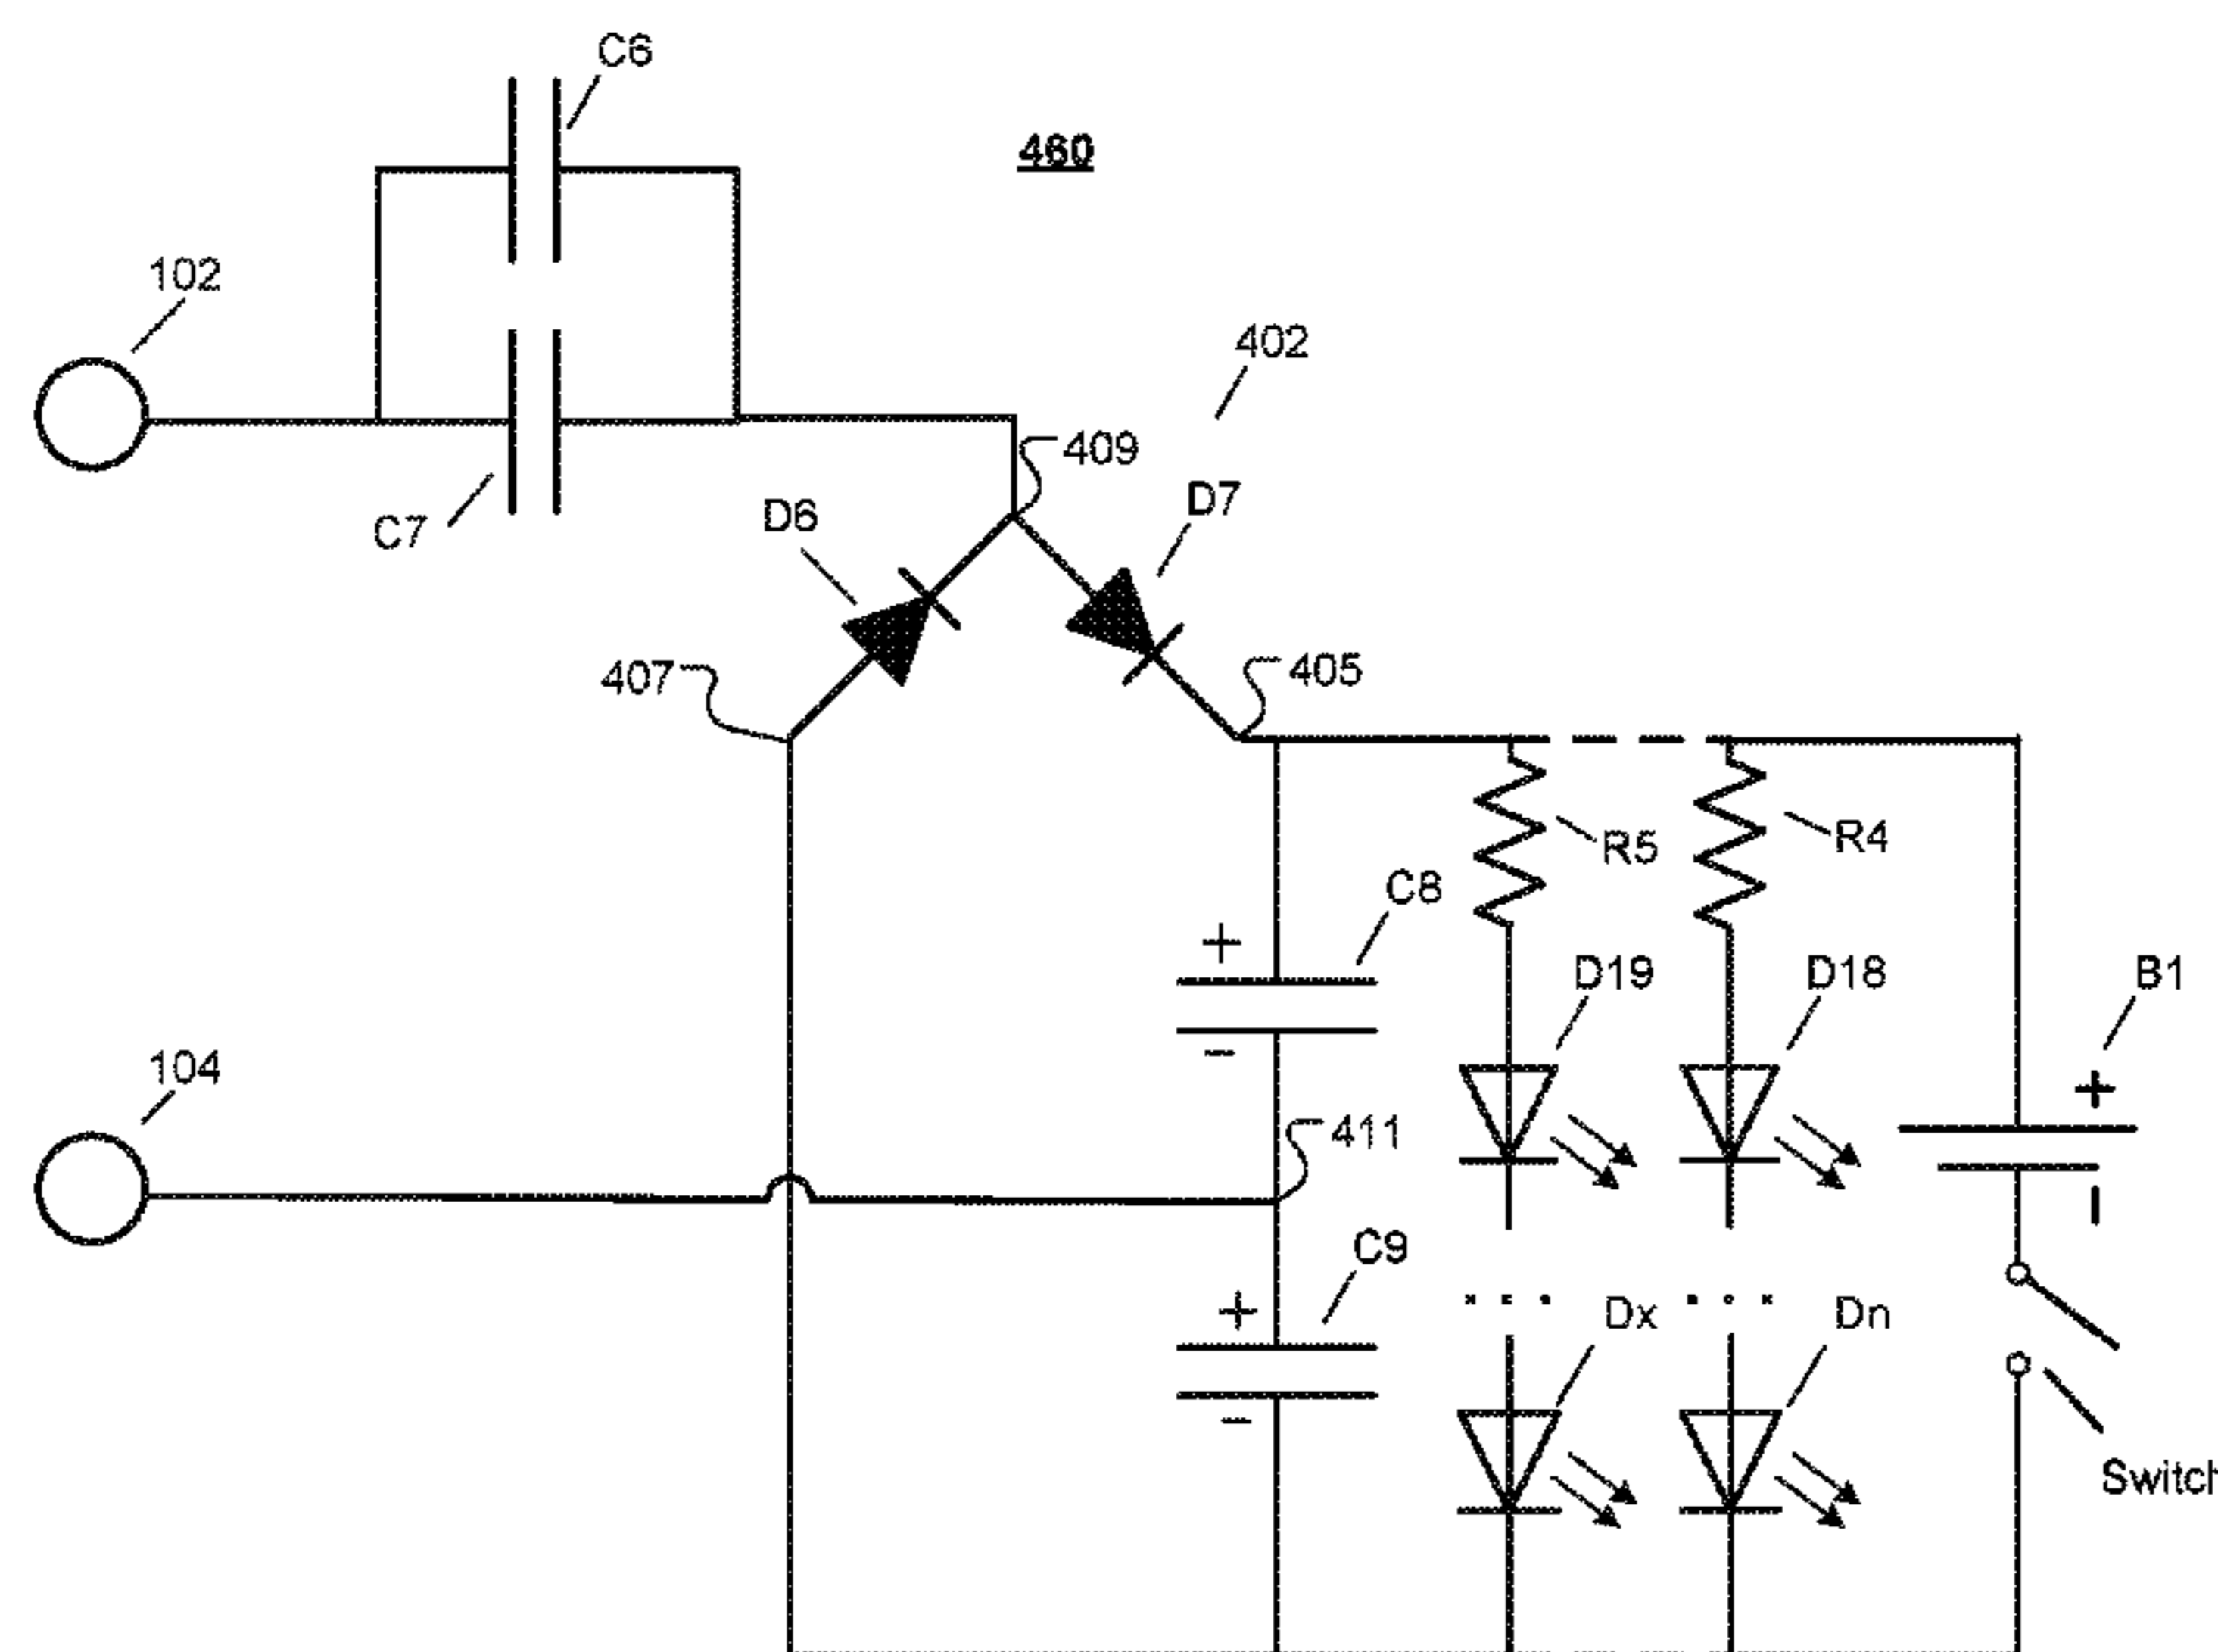 C6
460
102
402
409
D7
D6
C7
407
405
R5
R4
C8
+
D19
D18
B1
-
+
104
411
-
C9
+
Dx
Dn
-
Switch